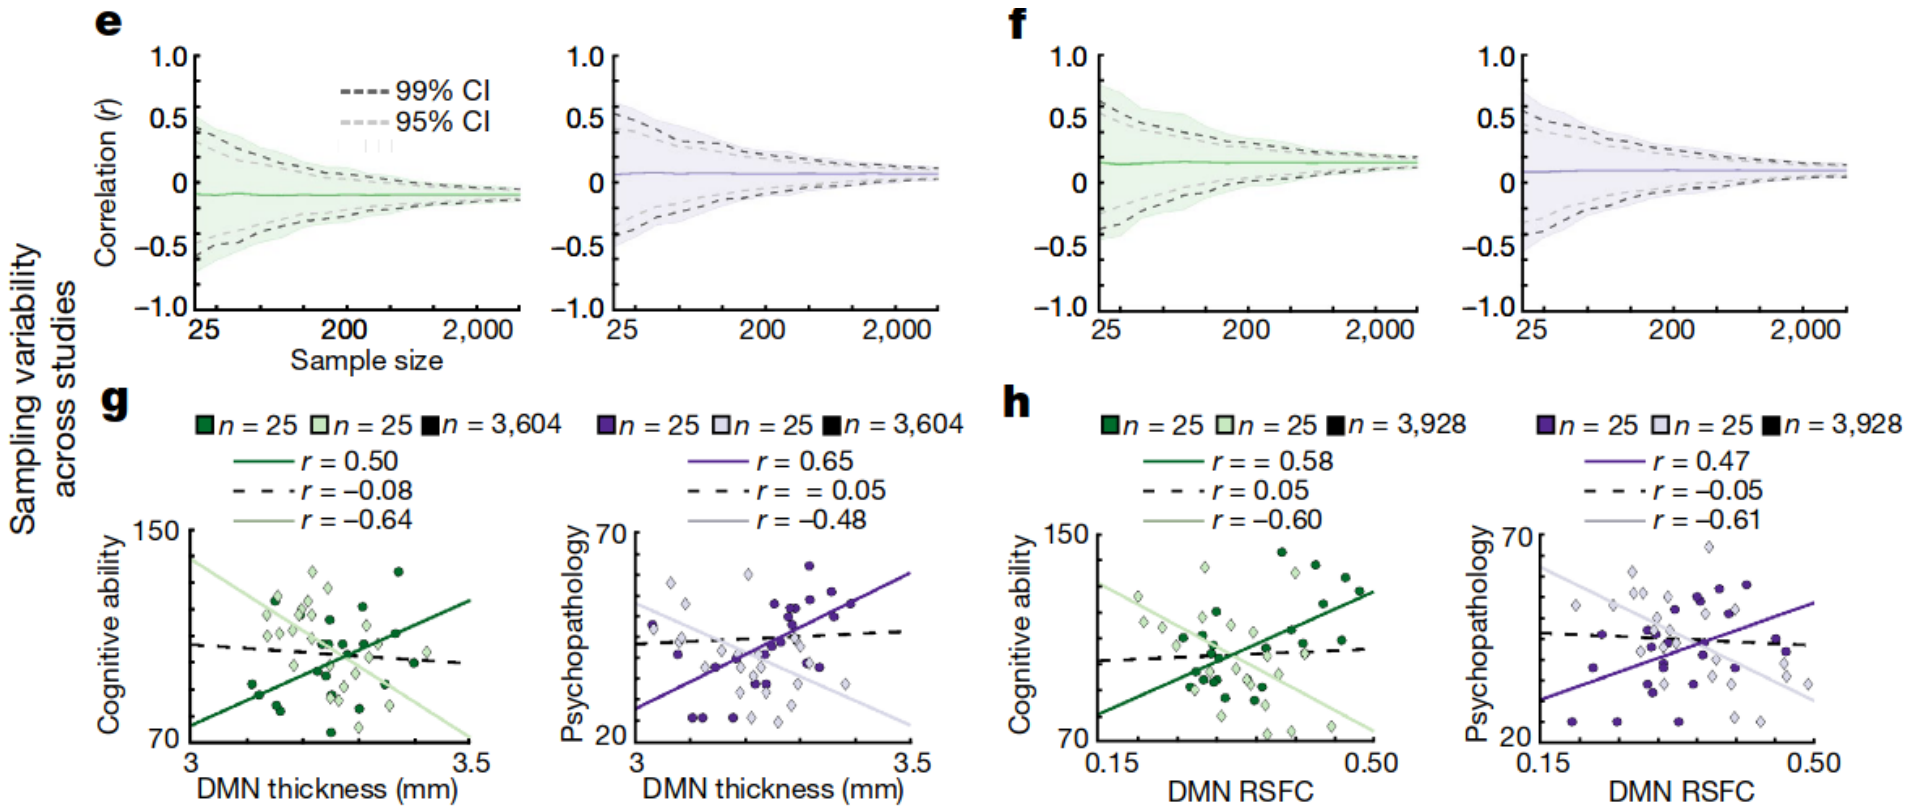 Sampling variability
across studies
e
Correlation (r)
1.0
0.5
0
−0.5
−1.0
99% CI
95% CI
25 200 2,000
Sample size
1.0
0.5
0
−0.5
−1.0
25 200 2,000
f
1.0
0.5
0
−0.5
−1.0
25 200 2,000
1.0
0.5
0
−0.5
−1.0
25 200 2,000
g
n = 25 n = 25 n = 3,604
r = 0.50
r = −0.08
r = −0.64
Cognitive ability
150
70
3 3.5
DMN thickness (mm)
n = 25 n = 25 n = 3,604
r = 0.65
r = = 0.05
r = −0.48
Psychopathology
70
20
3 3.5
DMN thickness (mm)
h
n = 25 n = 25 n = 3,928
r = = 0.58
r = 0.05
r = −0.60
Cognitive ability
150
70
0.15 0.50
DMN RSFC
n = 25 n = 25 n = 3,928
r = 0.47
r = −0.05
r = −0.61
Psychopathology
70
20
0.15 0.50
DMN RSFC